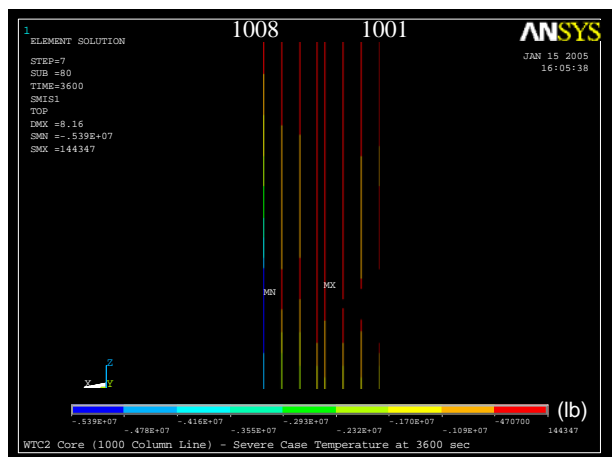 1
1008 1001
ELEMENT SOLUTION
ANSYS
STEP=7
SUB =80
TIME=3600
SMIS1
TOP
DMX =8.16
SMN =-.539E+07
SMX =144347
JAN 15 2005
16:05:38
MN
MX
Z
X Y
(lb)
-.539E+07 -.416E+07 -.293E+07 -.170E+07 -470700
-.478E+07 -.355E+07 -.232E+07 -.109E+07 144347
WTC2 Core (1000 Column Line) - Severe Case Temperature at 3600 sec